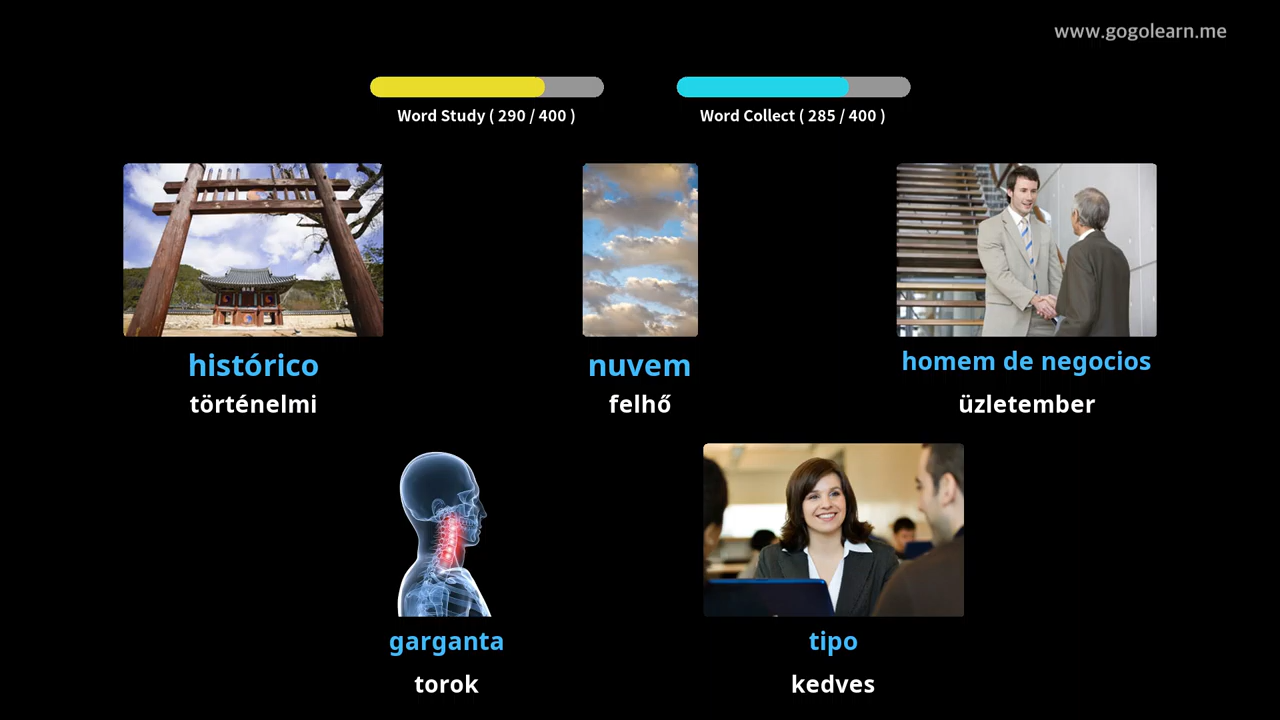 www.gogolearn.me
Word Study ( 290 / 400 )
Word Collect ( 285 / 400 )
histórico
történelmi
nuvem
felhő
homem de negocios
üzletember
garganta
torok
tipo
kedves